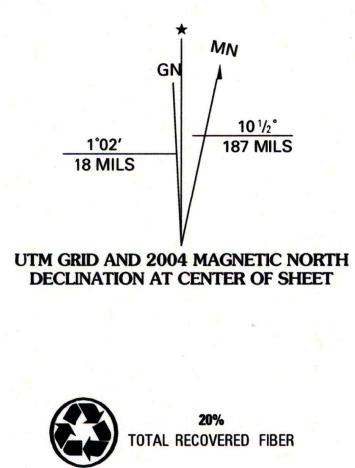 ★
MN
GN
1°02'
18 MILS
10 1/2°
187 MILS
UTM GRID AND 2004 MAGNETIC NORTH
DECLINATION AT CENTER OF SHEET
20%
TOTAL RECOVERED FIBER